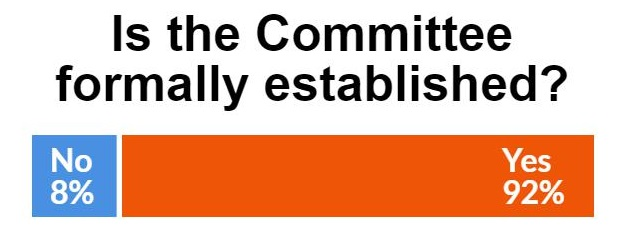 Is the Committee
formally established?
No
8%
Yes
92%